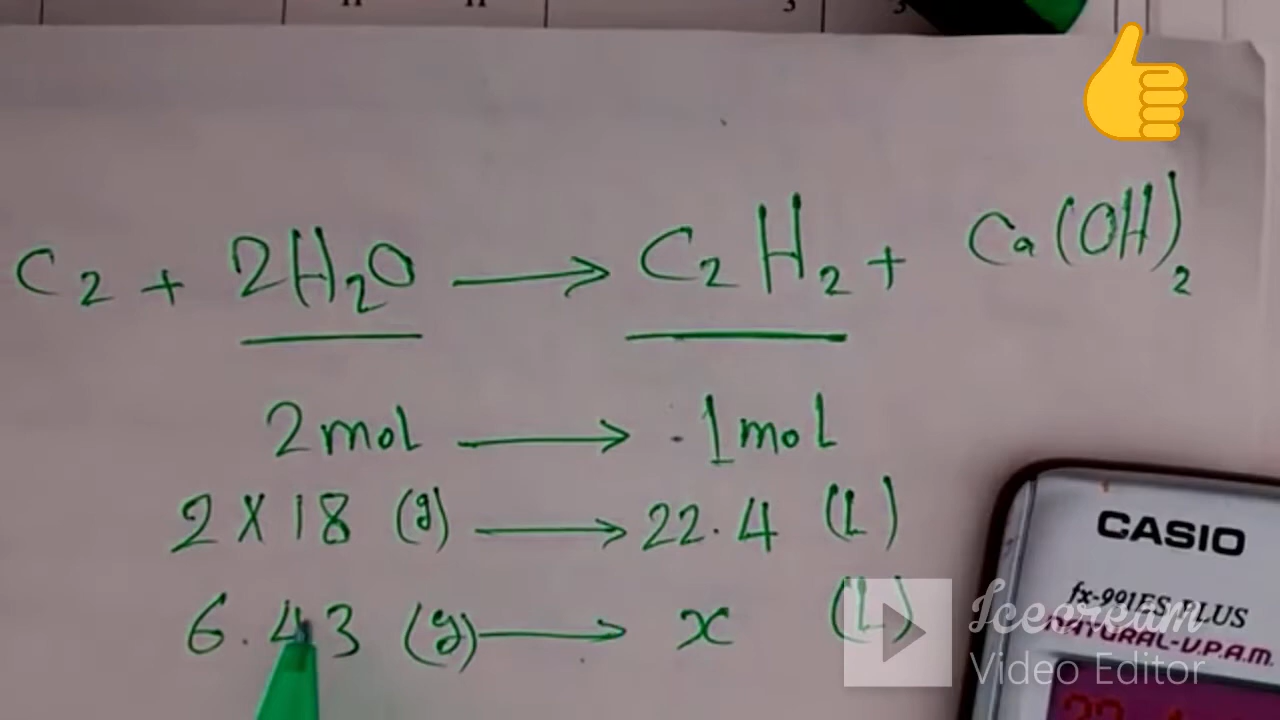 C2 + 2H2O → C2H2 + Ca(OH)2
2mol → 1mol
2 X 18 (g) → 22.4 (L)
6.43 (g) → x (L)
CASIO
fx-991ES PLUS
NATURAL-V.P.A.M.
Icecream
Video Editor